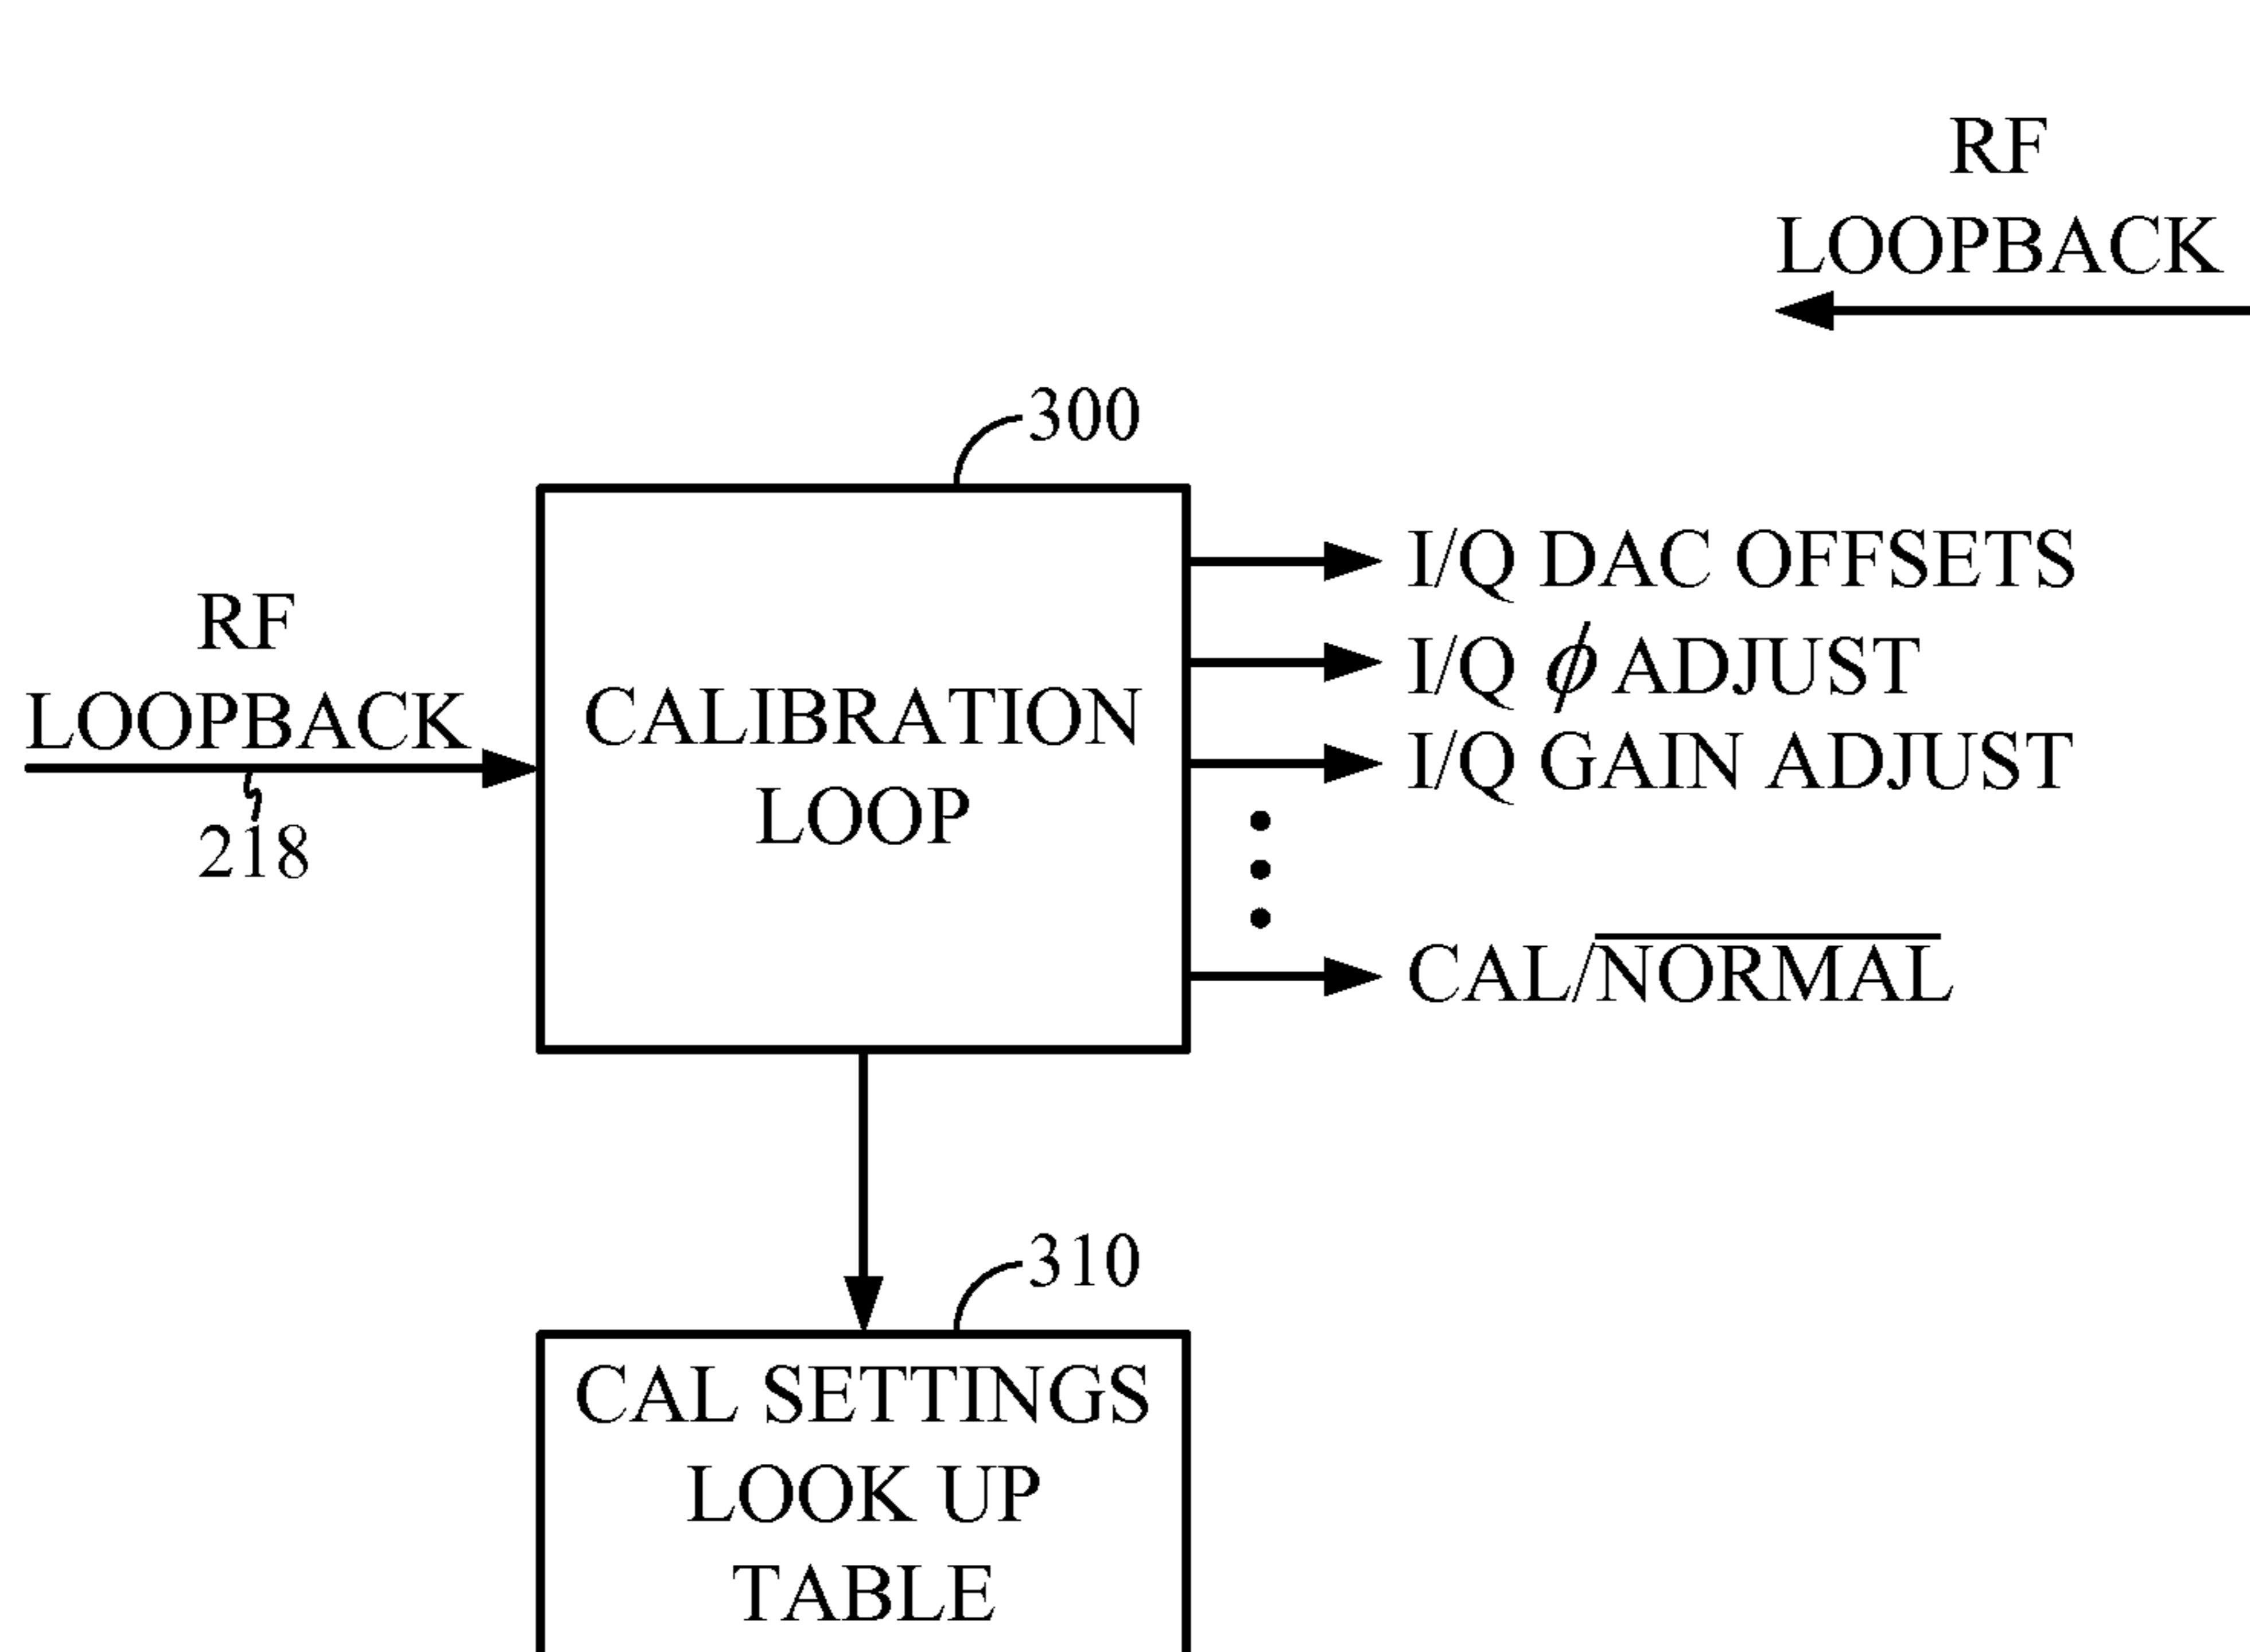 RF
LOOPBACK
300
I/Q DAC OFFSETS
I/Q ϕ ADJUST
I/Q GAIN ADJUST
CAL/NORMAL
RF
LOOPBACK
218
CALIBRATION
LOOP
310
CAL SETTINGS
LOOK UP
TABLE